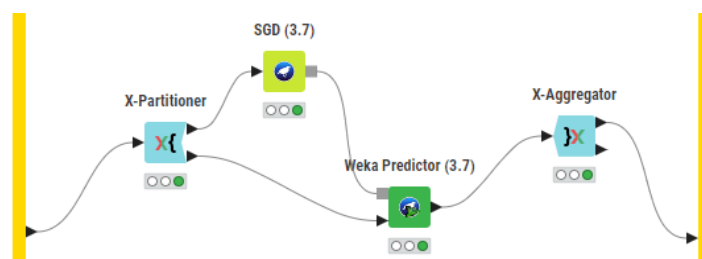 SGD (3.7)
X-Partitioner
X-Aggregator
X{
}X
Weka Predictor (3.7)